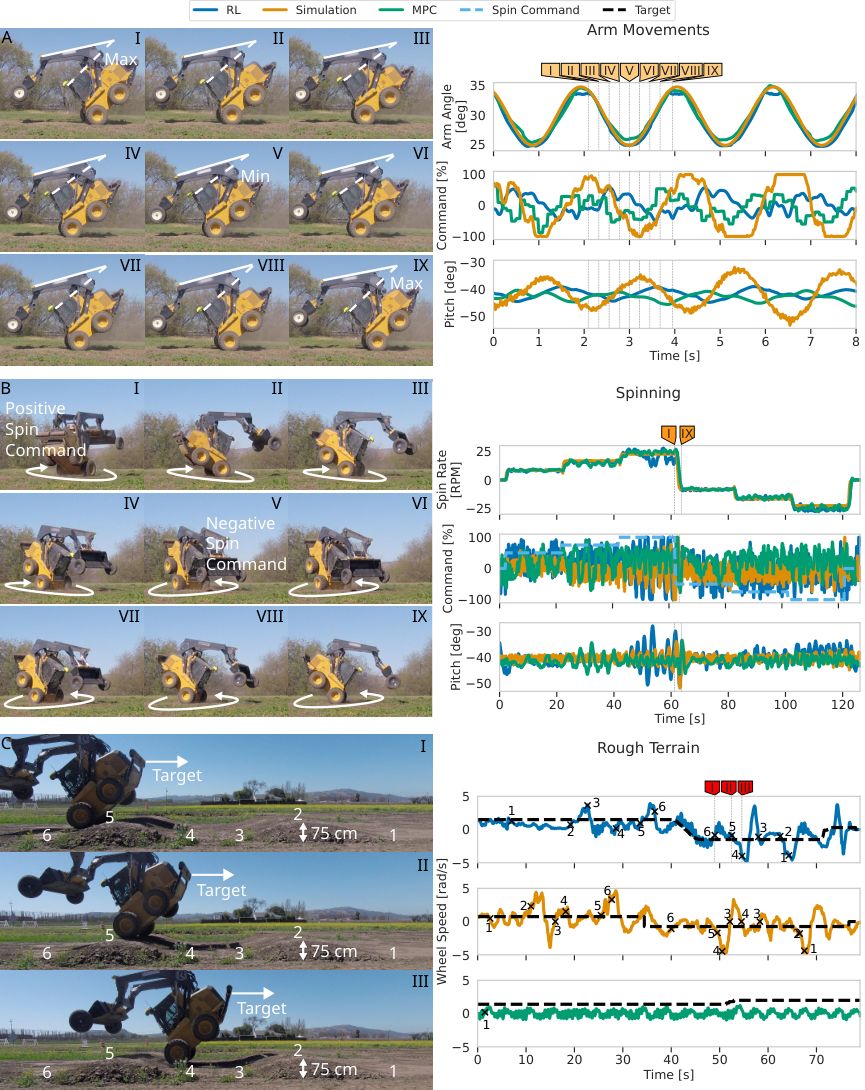 RL Simulation MPC Spin Command Target
A
I
Max
II
III
IV
V
Min
VI
VII
VIII
IX
Max
Arm Movements
I II III IV V VI VII VIII IX
Arm Angle
[deg]
35
30
25
Command [%]
100
0
−100
Pitch [deg]
−30
−40
−50
0 1 2 3 4 5 6 7 8
Time [s]
B
I
Positive
Spin
Command
II
III
IV
V
Negative
Spin
Command
VI
VII
VIII
IX
Spinning
I IX
Spin Rate
[RPM]
25
0
−25
Command [%]
100
0
−100
Pitch [deg]
−30
−40
−50
0 20 40 60 80 100 120
Time [s]
C
I
Target
6 5 4 3 2 1
75 cm
II
Target
6 5 4 3 2 1
75 cm
III
Target
6 5 4 3 2 1
75 cm
Rough Terrain
Wheel Speed [rad/s]
5
0
−5
1 2 3 4 5 6 6 5 4 3 2 1
5
0
−5
1 2 3 4 5 6 6 5 4 3 4 3 2 1
5
0
−5
1
0 10 20 30 40 50 60 70
Time [s]